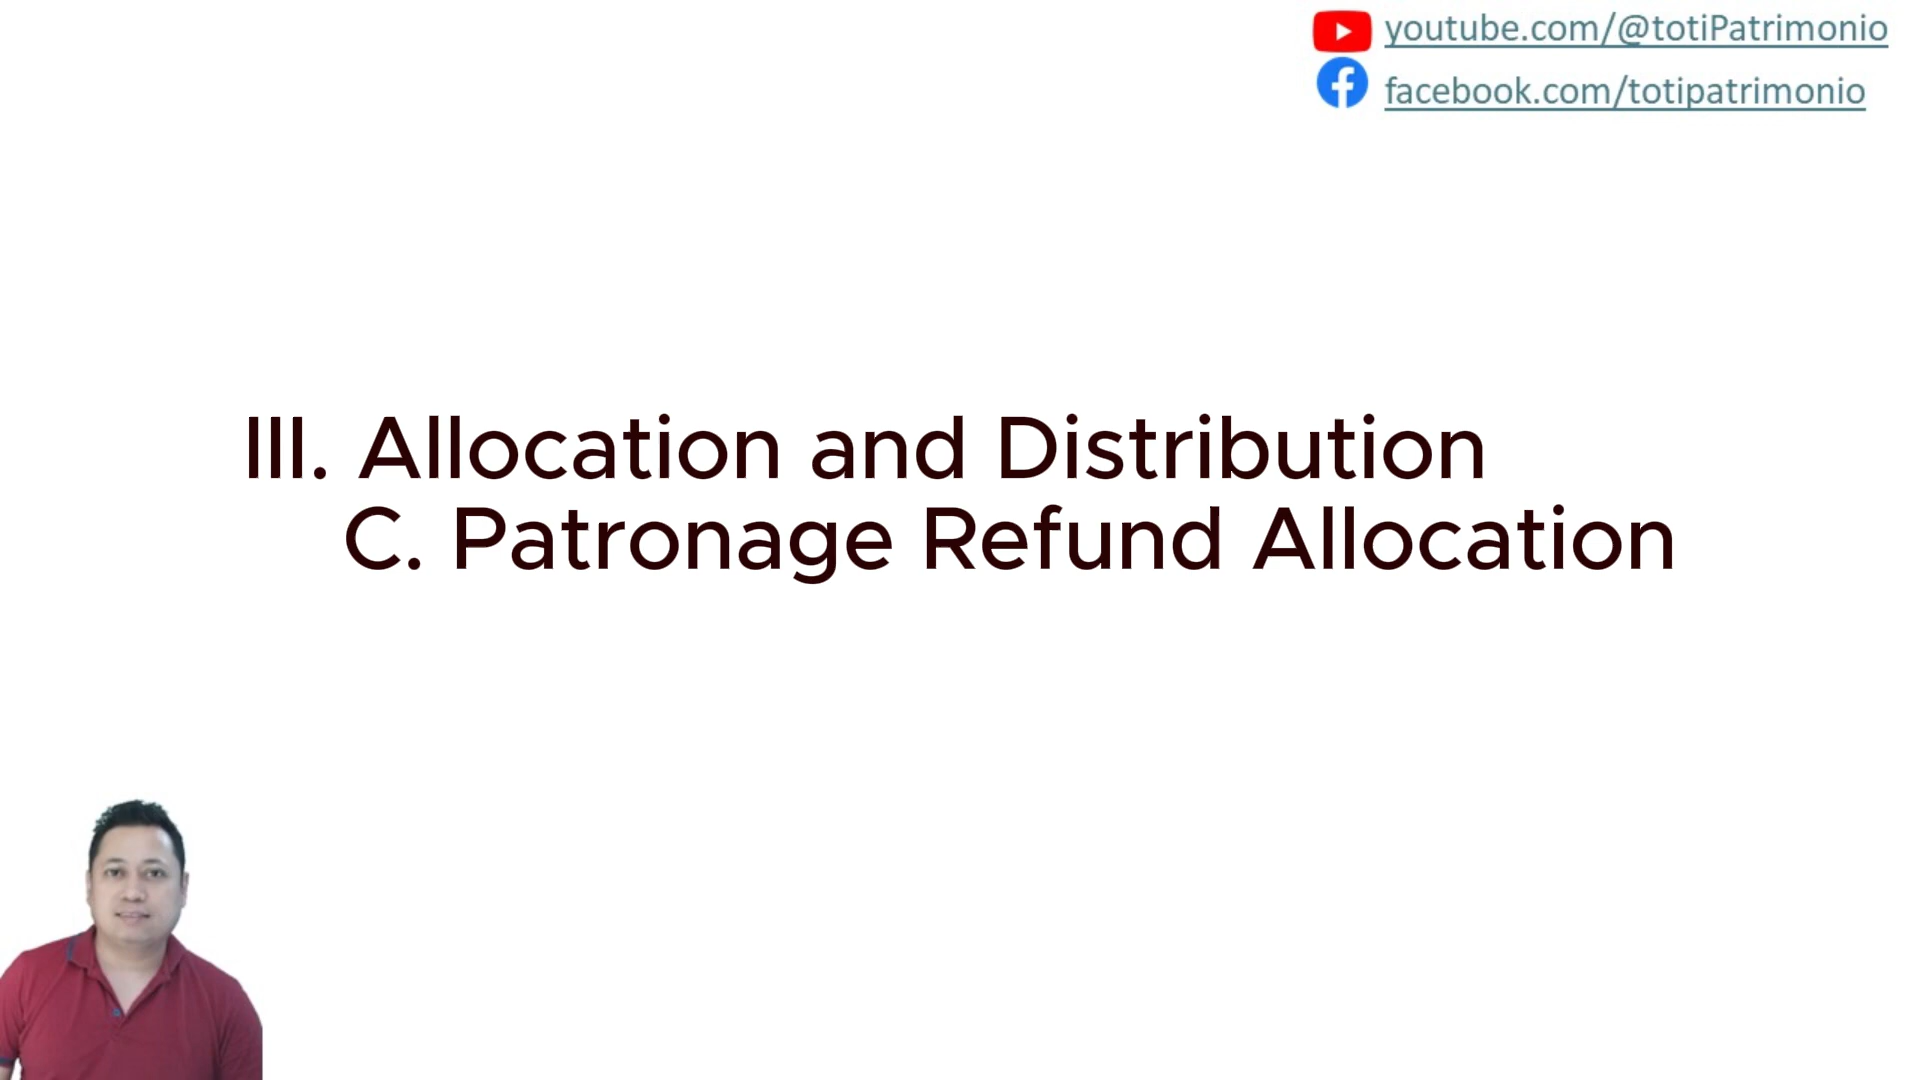 youtube.com/@totiPatrimonio
facebook.com/totipatrimonio
III. Allocation and Distribution
C. Patronage Refund Allocation